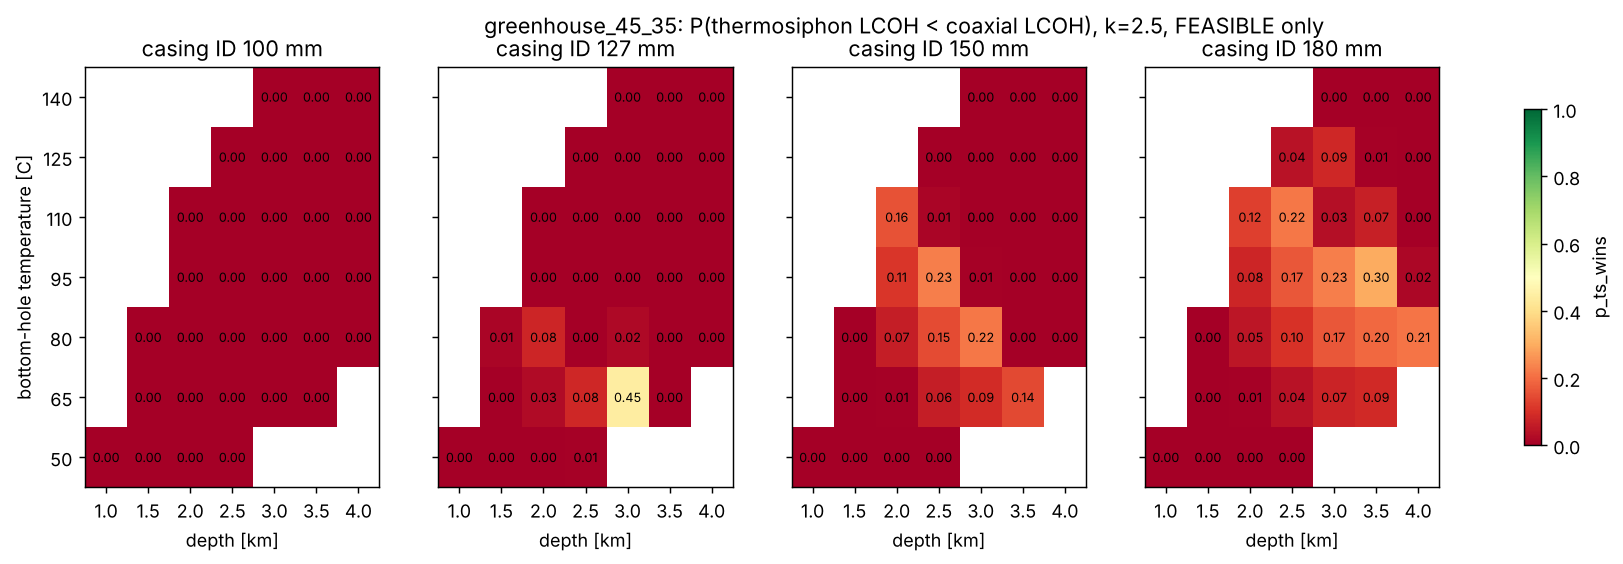 greenhouse_45_35: P(thermosiphon LCOH < coaxial LCOH), k=2.5, FEASIBLE only
casing ID 100 mm
casing ID 127 mm
casing ID 150 mm
casing ID 180 mm
bottom-hole temperature [C]
140 0.00 0.00 0.00 0.00 0.00 0.00 0.00 0.00 0.00 0.00 0.00 0.00
125 0.00 0.00 0.00 0.00 0.00 0.00 0.00 0.00 0.00 0.00 0.00 0.00 0.04 0.09 0.01 0.00
110 0.00 0.00 0.00 0.00 0.00 0.00 0.00 0.00 0.00 0.00 0.16 0.01 0.00 0.00 0.00 0.12 0.22 0.03 0.07 0.00
95 0.00 0.00 0.00 0.00 0.00 0.00 0.00 0.00 0.00 0.00 0.11 0.23 0.01 0.00 0.00 0.08 0.17 0.23 0.30 0.02
80 0.00 0.00 0.00 0.00 0.00 0.00 0.01 0.08 0.00 0.02 0.00 0.00 0.00 0.07 0.15 0.22 0.00 0.00 0.00 0.05 0.10 0.17 0.20 0.21
65 0.00 0.00 0.00 0.00 0.00 0.00 0.03 0.08 0.45 0.00 0.00 0.01 0.06 0.09 0.14 0.00 0.01 0.04 0.07 0.09
50 0.00 0.00 0.00 0.00 0.00 0.00 0.00 0.01 0.00 0.00 0.00 0.00 0.00 0.00 0.00 0.00
1.0 1.5 2.0 2.5 3.0 3.5 4.0
1.0 1.5 2.0 2.5 3.0 3.5 4.0
1.0 1.5 2.0 2.5 3.0 3.5 4.0
1.0 1.5 2.0 2.5 3.0 3.5 4.0
depth [km]
depth [km]
depth [km]
depth [km]
1.0
0.8
0.6
0.4
0.2
0.0
p_ts_wins